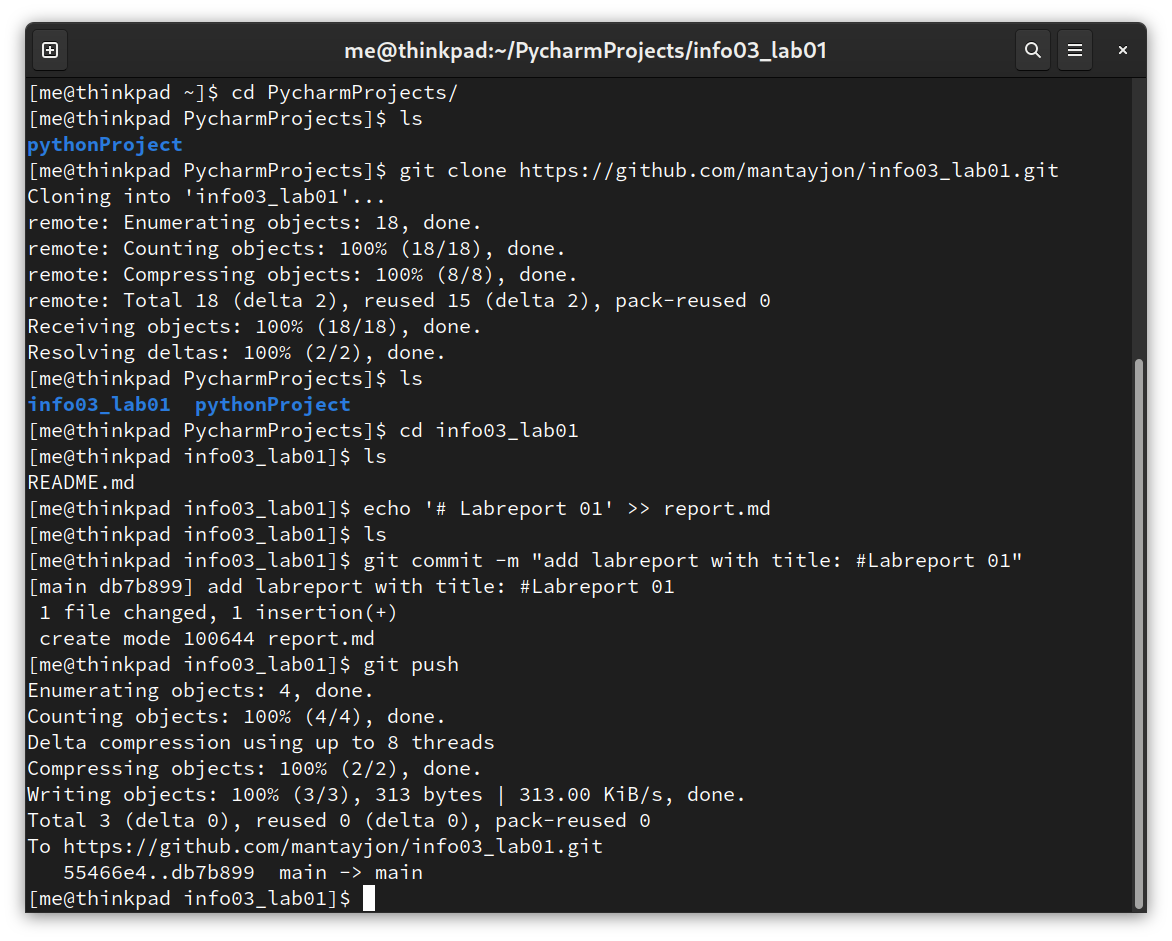 me@thinkpad:~/PycharmProjects/info03_lab01
[me@thinkpad ~]$ cd PycharmProjects/
[me@thinkpad PycharmProjects]$ ls
pythonProject
[me@thinkpad PycharmProjects]$ git clone https://github.com/mantayjon/info03_lab01.git
Cloning into 'info03_lab01'...
remote: Enumerating objects: 18, done.
remote: Counting objects: 100% (18/18), done.
remote: Compressing objects: 100% (8/8), done.
remote: Total 18 (delta 2), reused 15 (delta 2), pack-reused 0
Receiving objects: 100% (18/18), done.
Resolving deltas: 100% (2/2), done.
[me@thinkpad PycharmProjects]$ ls
info03_lab01  pythonProject
[me@thinkpad PycharmProjects]$ cd info03_lab01
[me@thinkpad info03_lab01]$ ls
README.md
[me@thinkpad info03_lab01]$ echo '# Labreport 01' >> report.md
[me@thinkpad info03_lab01]$ ls
[me@thinkpad info03_lab01]$ git commit -m "add labreport with title: #Labreport 01"
[main db7b899] add labreport with title: #Labreport 01
 1 file changed, 1 insertion(+)
 create mode 100644 report.md
[me@thinkpad info03_lab01]$ git push
Enumerating objects: 4, done.
Counting objects: 100% (4/4), done.
Delta compression using up to 8 threads
Compressing objects: 100% (2/2), done.
Writing objects: 100% (3/3), 313 bytes | 313.00 KiB/s, done.
Total 3 (delta 0), reused 0 (delta 0), pack-reused 0
To https://github.com/mantayjon/info03_lab01.git
   55466e4..db7b899  main -> main
[me@thinkpad info03_lab01]$